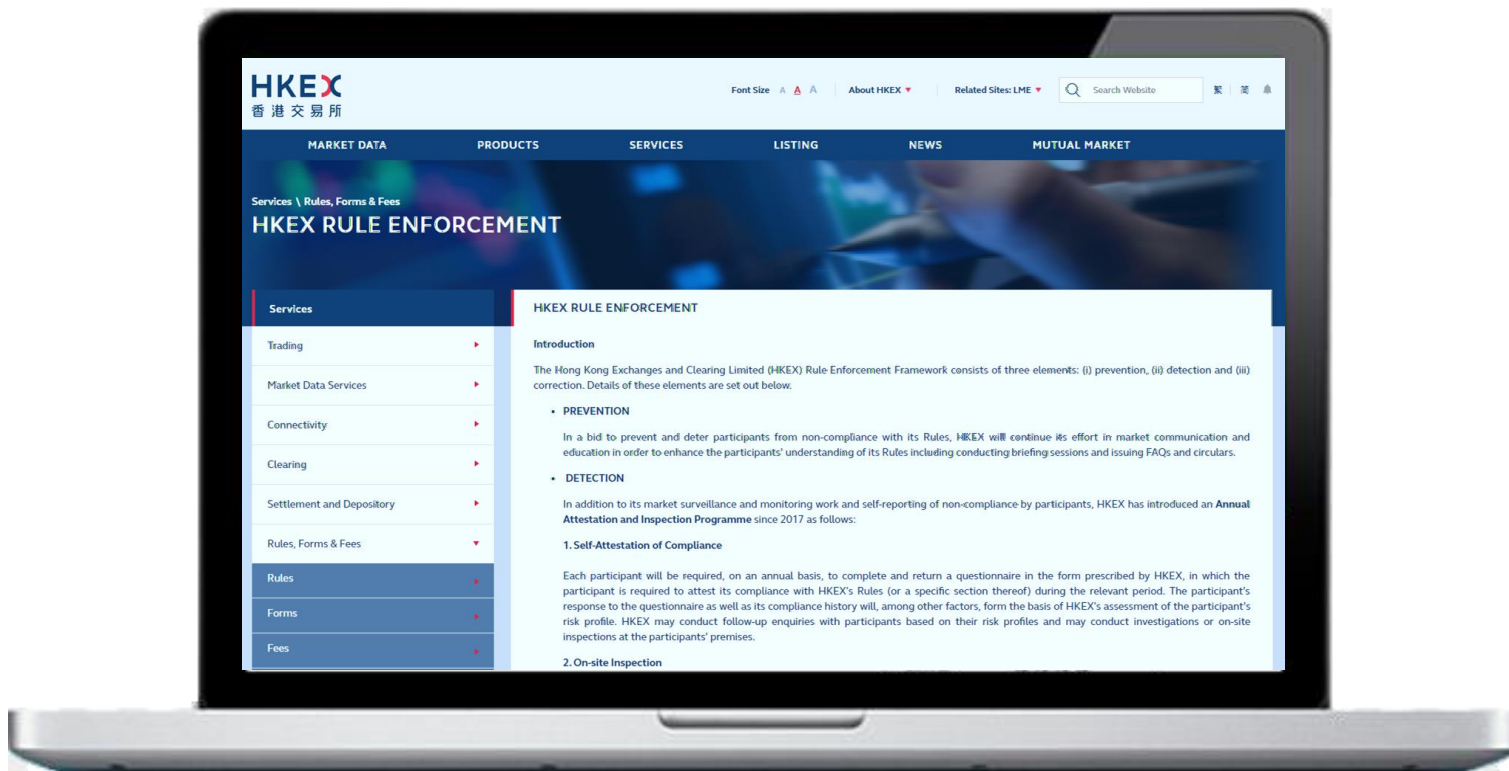 HKEX
香港交易所
Font Size A A A
About HKEX
Related Sites: LME
Search Website
繁 简
MARKET DATA PRODUCTS SERVICES LISTING NEWS MUTUAL MARKET
Services \ Rules, Forms & Fees
HKEX RULE ENFORCEMENT
Services
Trading
Market Data Services
Connectivity
Clearing
Settlement and Depository
Rules, Forms & Fees
Rules
Forms
Fees
HKEX RULE ENFORCEMENT
Introduction
The Hong Kong Exchanges and Clearing Limited (HKEX) Rule Enforcement Framework consists of three elements: (i) prevention, (ii) detection and (iii)
correction. Details of these elements are set out below.
• PREVENTION
In a bid to prevent and deter participants from non-compliance with its Rules, HKEX will continue its effort in market communication and
education in order to enhance the participants' understanding of its Rules including conducting briefing sessions and issuing FAQs and circulars.
• DETECTION
In addition to its market surveillance and monitoring work and self-reporting of non-compliance by participants, HKEX has introduced an Annual
Attestation and Inspection Programme since 2017 as follows:
1. Self-Attestation of Compliance
Each participant will be required, on an annual basis, to complete and return a questionnaire in the form prescribed by HKEX, in which the
participant is required to attest its compliance with HKEX's Rules (or a specific section thereof) during the relevant period. The participant's
response to the questionnaire as well as its compliance history will, among other factors, form the basis of HKEX's assessment of the participant's
risk profile. HKEX may conduct follow-up enquiries with participants based on their risk profiles and may conduct investigations or on-site
inspections at the participants' premises.
2. On-site Inspection